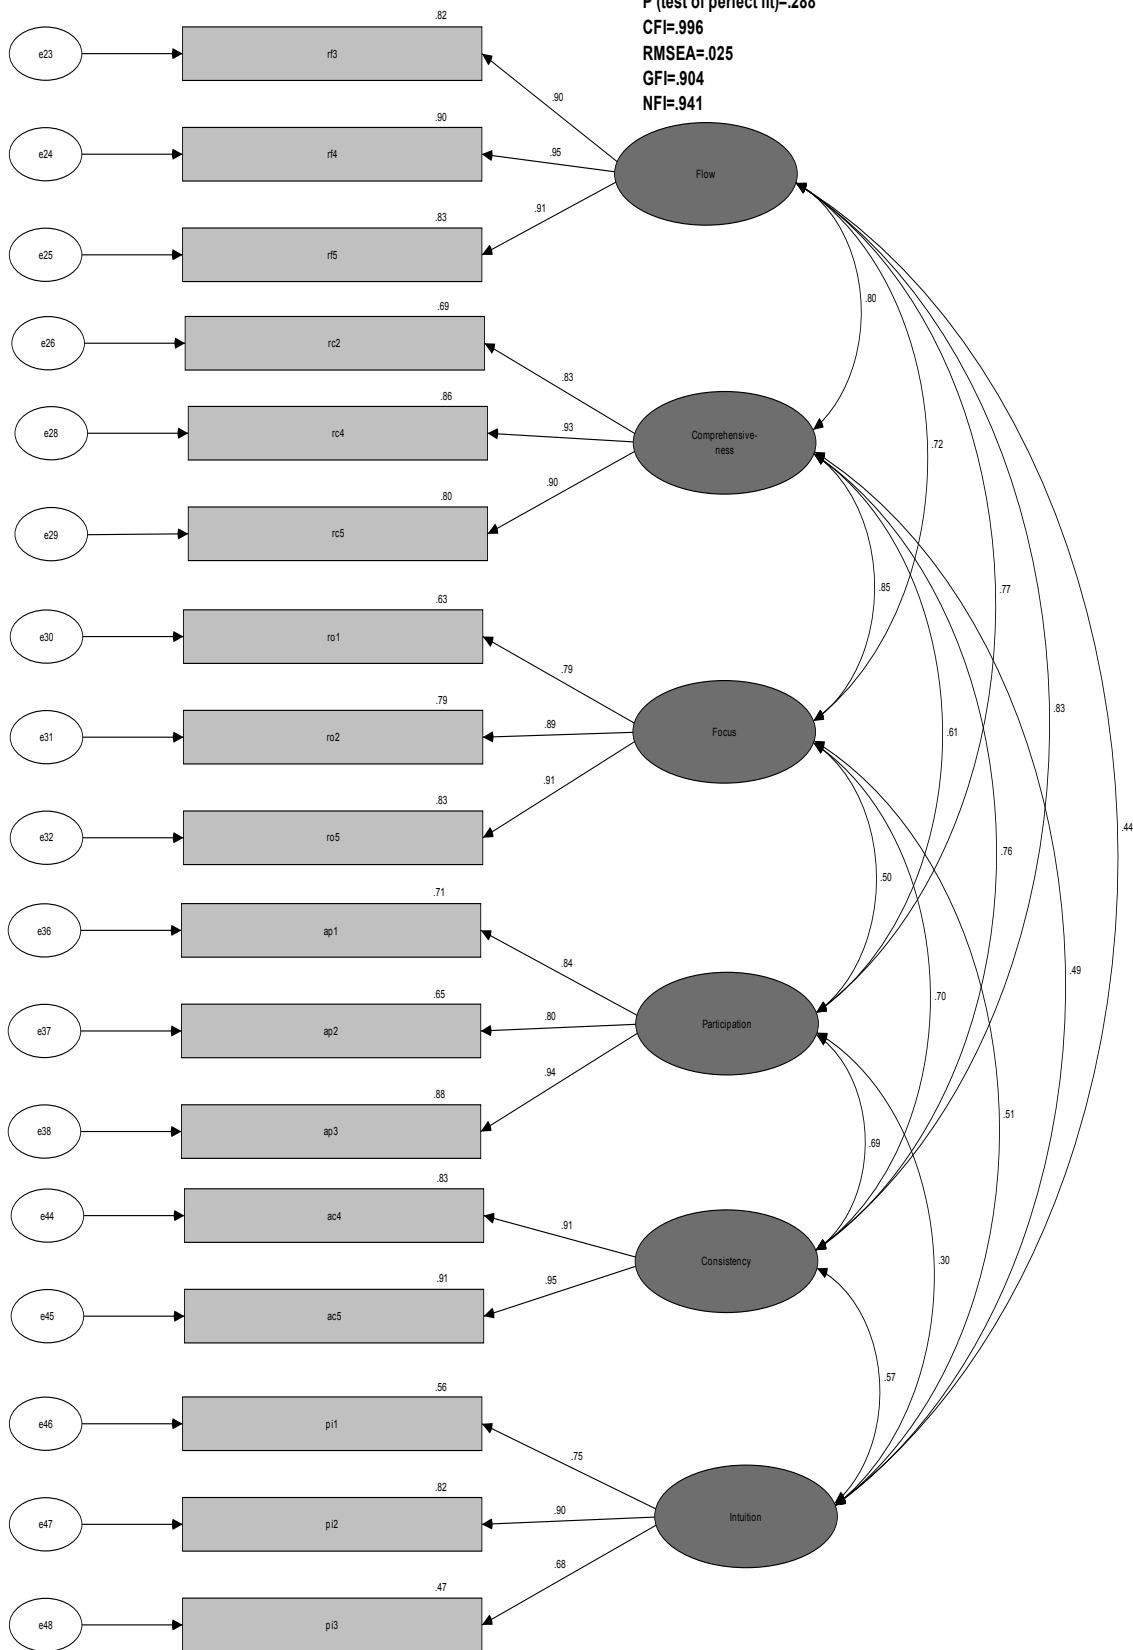 P (test of perfect fit)=.288
CFI=.996
RMSEA=.025
GFI=.904
NFI=.941
.82
e23
rf3
.90
.90
e24
rf4
.95
Flow
.83
e25
rf5
.91
.80
.69
e26
rc2
.83
.86
e28
rc4
.93
Comprehensive-
ness
.72
.80
e29
rc5
.90
.85
.77
.63
e30
ro1
.79
.79
e31
ro2
.89
Focus
.61
.83
.83
e32
ro5
.91
.50
.76
.44
.71
e36
ap1
.84
.70
.49
.65
e37
ap2
.80
Participation
.88
e38
ap3
.94
.69
.51
.83
e44
ac4
.91
Consistency
.30
.91
e45
ac5
.95
.57
.56
e46
pi1
.75
.82
e47
pi2
.90
Intuition
.47
e48
pi3
.68